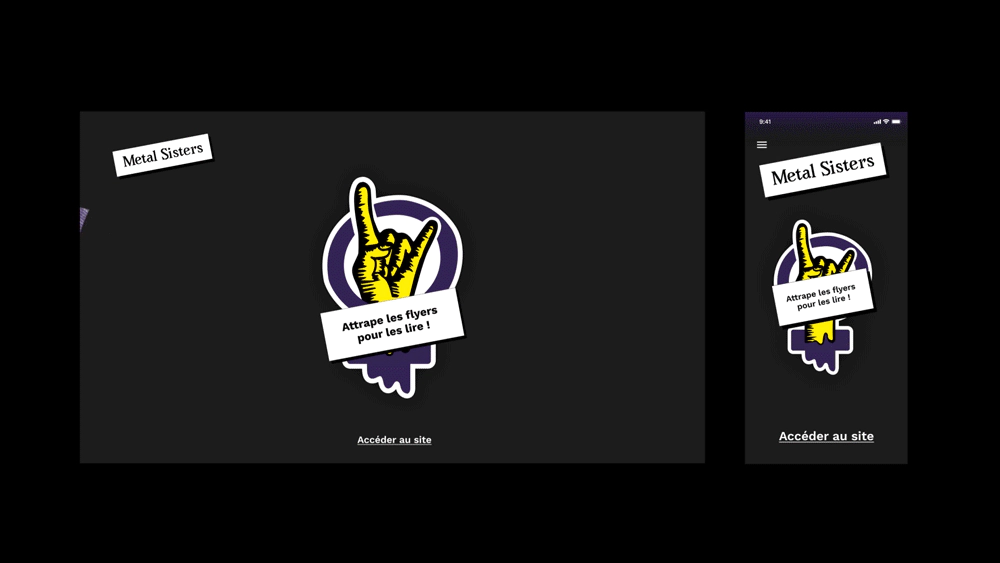 Metal Sisters
Attrape les flyers
pour les lire !
Accéder au site
9:41
Metal Sisters
Attrape les flyers
pour les lire !
Accéder au site